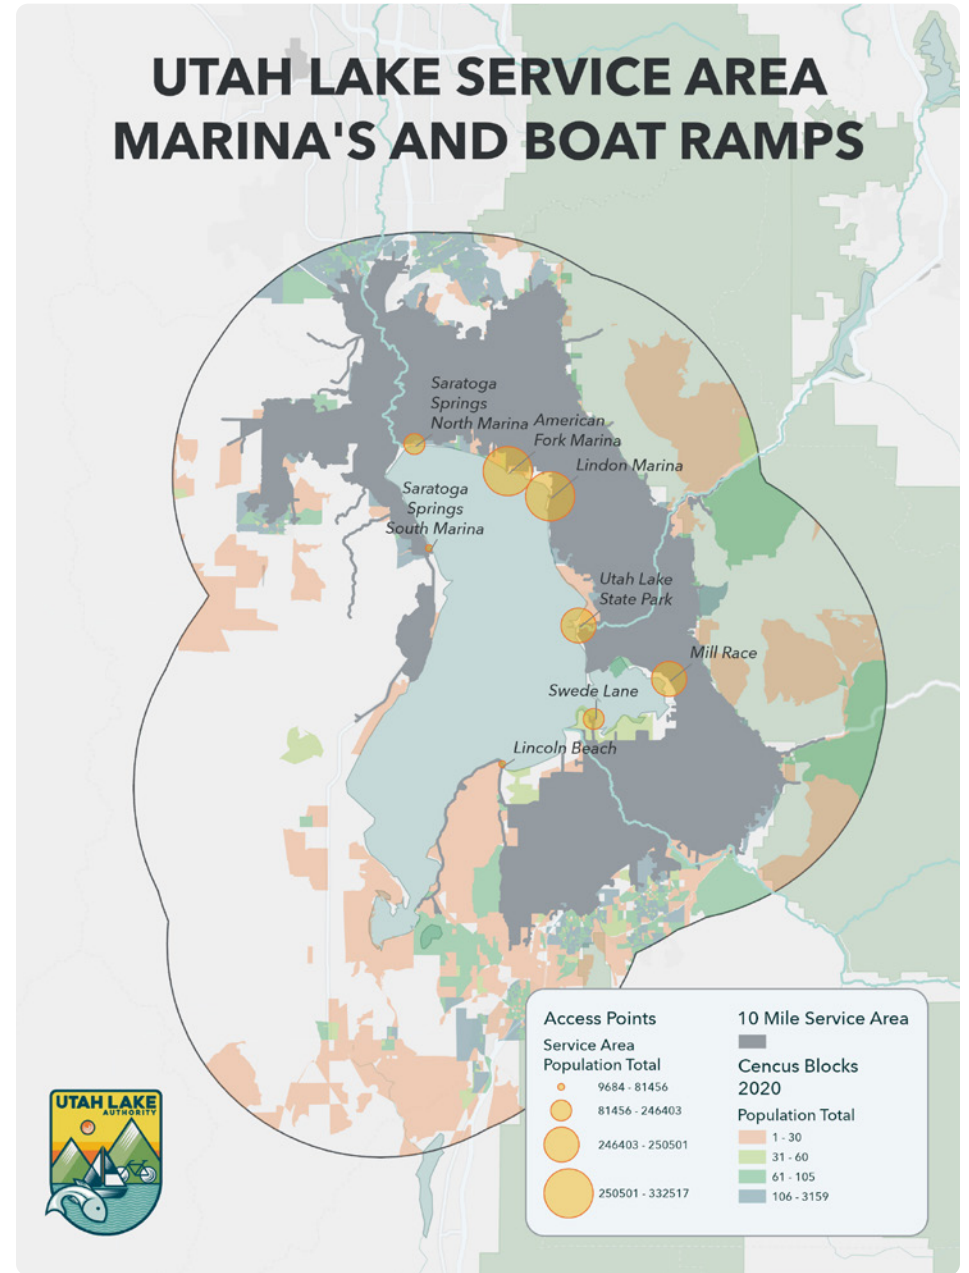 UTAH LAKE SERVICE AREA
MARINA'S AND BOAT RAMPS
Saratoga
Springs
North Marina
American
Fork Marina
Lindon Marina
Saratoga
Springs
South Marina
Utah Lake
State Park
Mill Race
Swede Lane
Lincoln Beach
Access Points
Service Area
Population Total
9684 - 81456
81456 - 246403
246403 - 250501
250501 - 332517
10 Mile Service Area
Cencus Blocks
2020
Population Total
1 - 30
31 - 60
61 - 105
106 - 3159
UTAH LAKE
AUTHORITY